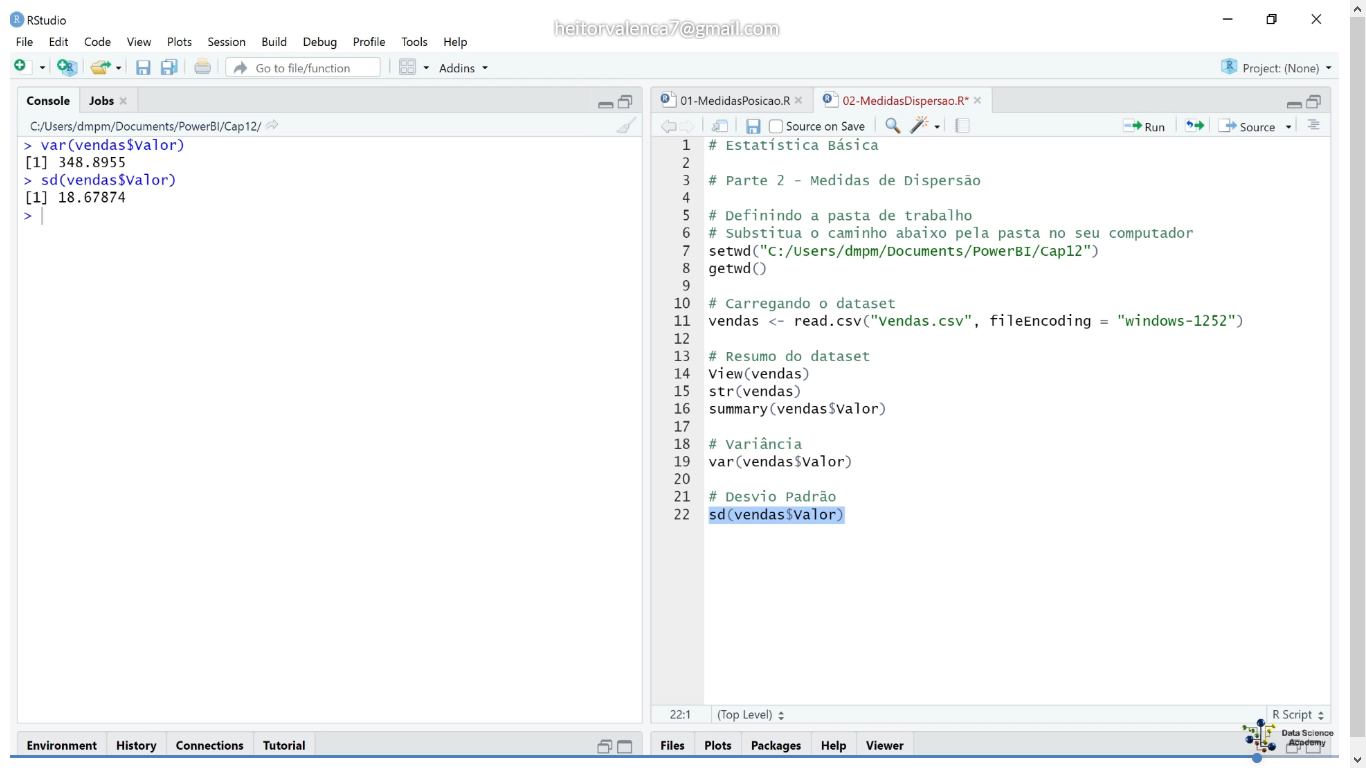 RStudio
heitorvalenca7@gmail.com
File Edit Code View Plots Session Build Debug Profile Tools Help
Go to file/function Addins Project: (None)
Console Jobs
C:/Users/dmpm/Documents/PowerBI/Cap12/
> var(vendas$Valor)
[1] 348.8955
> sd(vendas$Valor)
[1] 18.67874
>
01-MedidasPosicao.R 02-MedidasDispersao.R*
Source on Save Run Source
1 # Estatística Básica
2
3 # Parte 2 - Medidas de Dispersão
4
5 # Definindo a pasta de trabalho
6 # Substitua o caminho abaixo pela pasta no seu computador
7 setwd("C:/Users/dmpm/Documents/PowerBI/Cap12")
8 getwd()
9
10 # Carregando o dataset
11 vendas <- read.csv("Vendas.csv", fileEncoding = "windows-1252")
12
13 # Resumo do dataset
14 View(vendas)
15 str(vendas)
16 summary(vendas$Valor)
17
18 # Variância
19 var(vendas$Valor)
20
21 # Desvio Padrão
22 sd(vendas$Valor)
22:1 (Top Level) R Script
Environment History Connections Tutorial
Files Plots Packages Help Viewer
Data Science
Academy